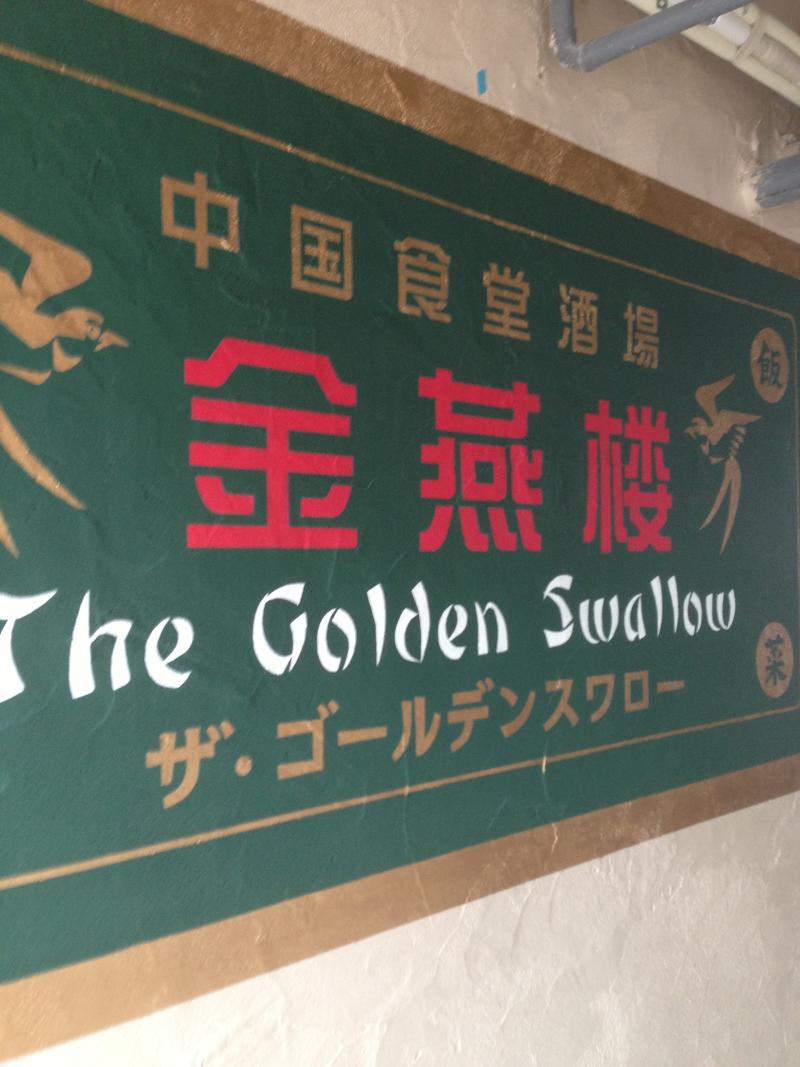 中国食堂酒場
金燕楼
The Golden Swallow
ザ・ゴールデンスワロー
飯
菜